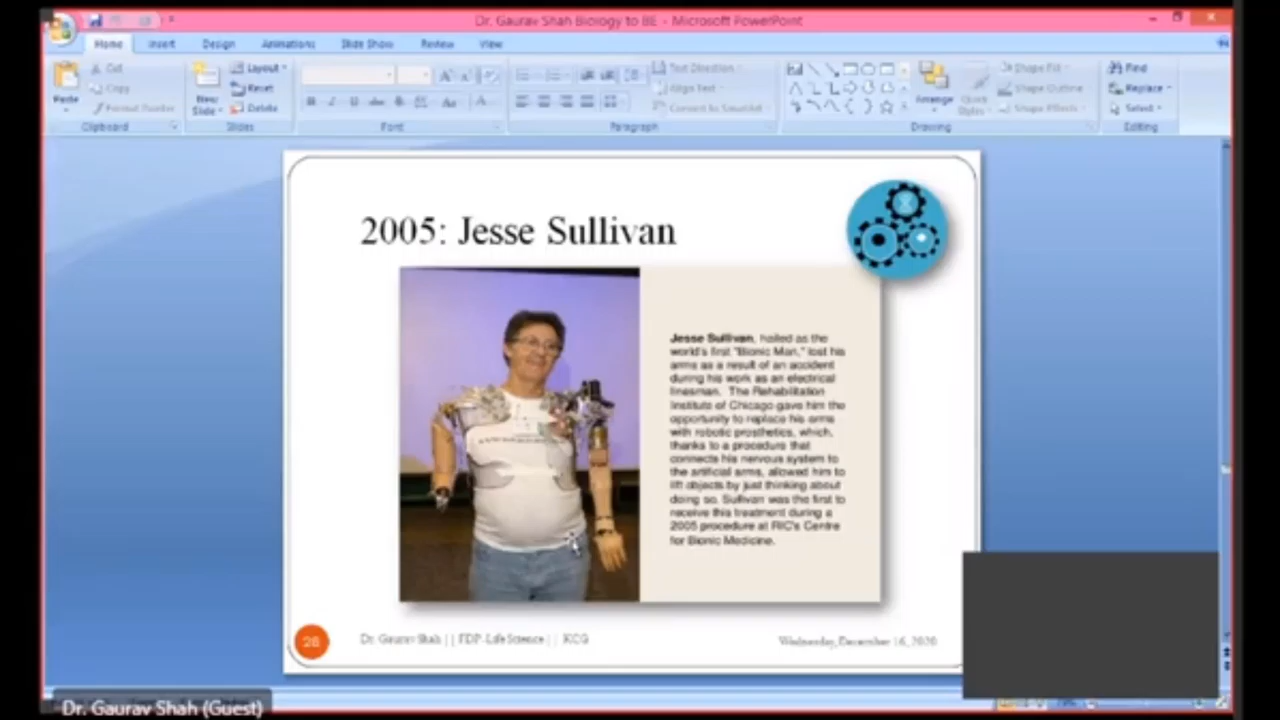 Dr. Gaurav Shah Biology to BE - Microsoft PowerPoint
Home Insert Design Animations Slide Show Review View
Cut
Copy
Format Painter
Paste
Clipboard
New
Slide
Layout
Reset
Delete
Slides
Font
Text Direction
Align Text
Convert to SmartArt
Paragraph
Arrange
Quick
Styles
Shape Fill
Shape Outline
Shape Effects
Drawing
Find
Replace
Select
Editing
2005: Jesse Sullivan
Jesse Sullivan, hailed as the
world's first "Bionic Man," lost his
arms as a result of an accident
during his work as an electrical
linesman. The Rehabilitation
Institute of Chicago gave him the
opportunity to replace his arms
with robotic prosthetics, which,
thanks to a procedure that
connects his nervous system to
the artificial arms, allowed him to
lift objects by just thinking about
doing so. Sullivan was the first to
receive this treatment during a
2005 procedure at RIC's Centre
for Bionic Medicine.
28
Dr. Gaurav Shah || FDP-Life Science || KCG
Wednesday, December 16, 2020
Dr. Gaurav Shah (Guest)